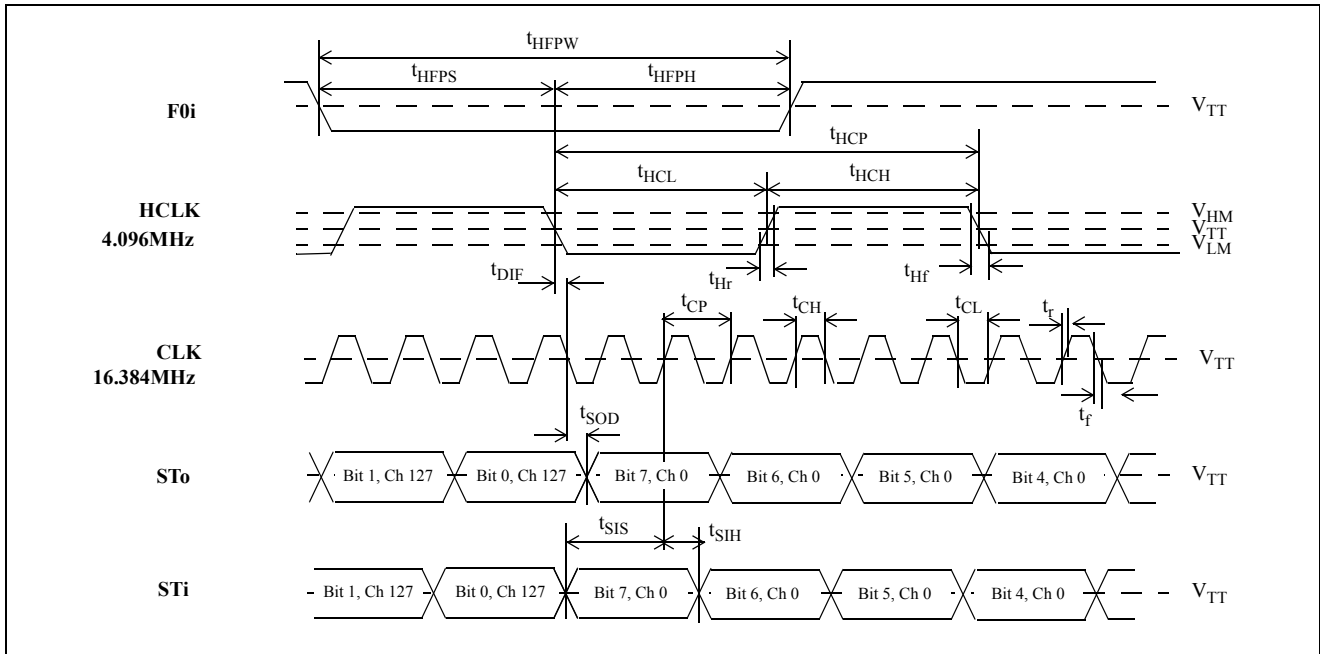 tHFPW
tHFPS tHFPH
F0i VTT
tHCP
tHCL tHCH
HCLK VHM
VTT
4.096MHz VLM
tDIF tHr tHf
tCP tCH tCL tr
CLK VTT
16.384MHz
tf
tSOD
STo Bit 1, Ch 127 Bit 0, Ch 127 Bit 7, Ch 0 Bit 6, Ch 0 Bit 5, Ch 0 Bit 4, Ch 0 VTT
tSIS tSIH
STi Bit 1, Ch 127 Bit 0, Ch 127 Bit 7, Ch 0 Bit 6, Ch 0 Bit 5, Ch 0 Bit 4, Ch 0 VTT